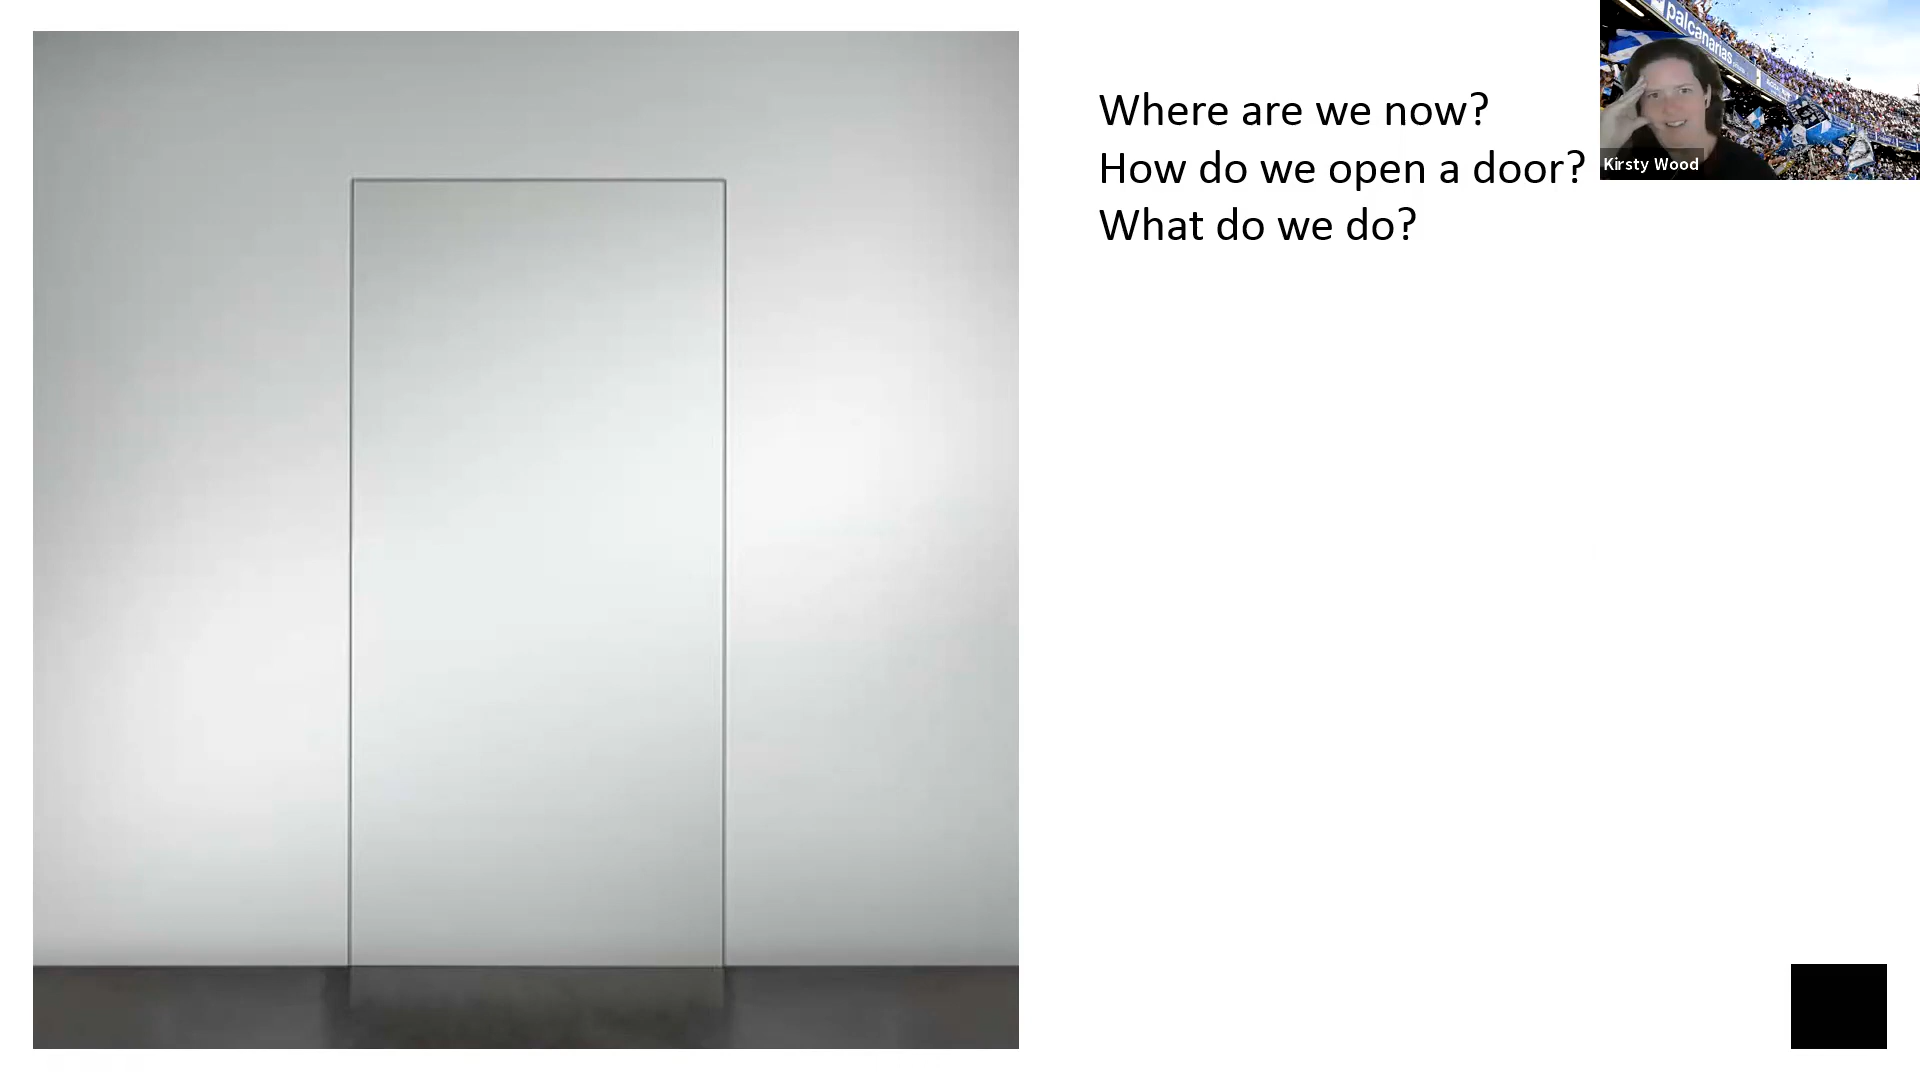 Where are we now?
How do we open a door?
What do we do?
palcanarias
Kirsty Wood